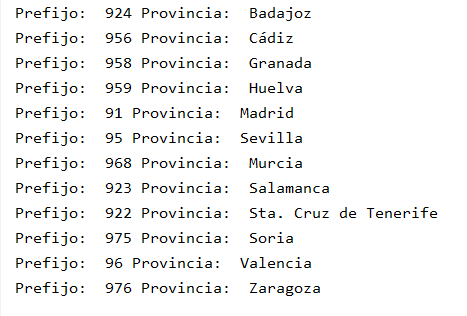 Prefijo:  924 Provincia:  Badajoz
Prefijo:  956 Provincia:  Cádiz
Prefijo:  958 Provincia:  Granada
Prefijo:  959 Provincia:  Huelva
Prefijo:  91 Provincia:  Madrid
Prefijo:  95 Provincia:  Sevilla
Prefijo:  968 Provincia:  Murcia
Prefijo:  923 Provincia:  Salamanca
Prefijo:  922 Provincia:  Sta. Cruz de Tenerife
Prefijo:  975 Provincia:  Soria
Prefijo:  96 Provincia:  Valencia
Prefijo:  976 Provincia:  Zaragoza